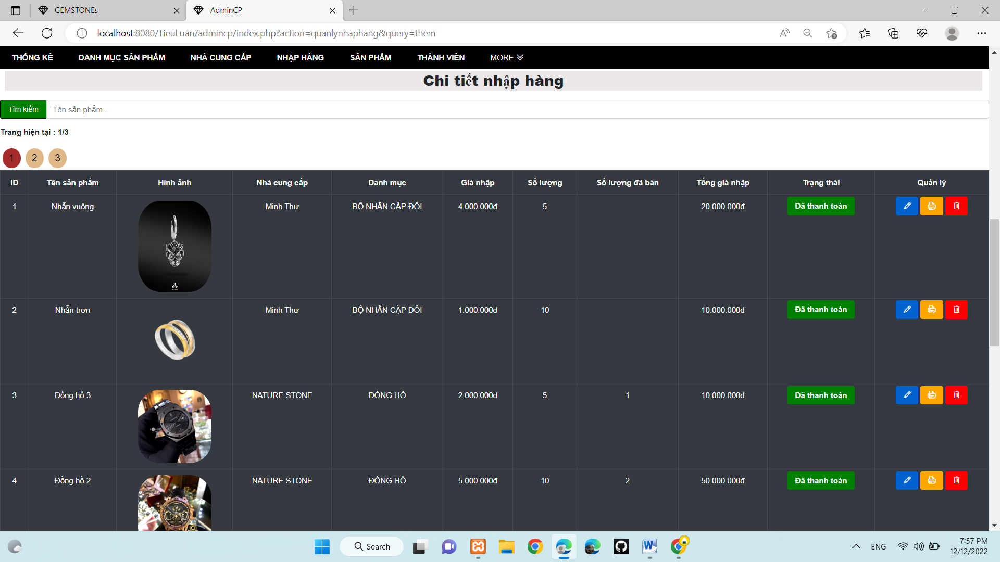 GEMSTONEs
AdminCP
localhost:8080/TieuLuan/admincp/index.php?action=quanlynhaphang&query=them
THỐNG KÊ DANH MỤC SẢN PHẨM NHÀ CUNG CẤP NHẬP HÀNG SẢN PHẨM THÀNH VIÊN MORE
Chi tiết nhập hàng
Tìm kiếm Tên sản phẩm...
Trang hiện tại : 1/3
1 2 3
ID Tên sản phẩm Hình ảnh Nhà cung cấp Danh mục Giá nhập Số lượng Số lượng đã bán Tổng giá nhập Trạng thái Quản lý
1 Nhẫn vuông Minh Thư BỘ NHẪN CẶP ĐÔI 4.000.000đ 5 20.000.000đ Đã thanh toán
2 Nhẫn trơn Minh Thư BỘ NHẪN CẶP ĐÔI 1.000.000đ 10 10.000.000đ Đã thanh toán
3 Đồng hồ 3 NATURE STONE ĐỒNG HỒ 2.000.000đ 5 1 10.000.000đ Đã thanh toán
4 Đồng hồ 2 NATURE STONE ĐỒNG HỒ 5.000.000đ 10 2 50.000.000đ Đã thanh toán
Search
ENG
7:57 PM
12/12/2022